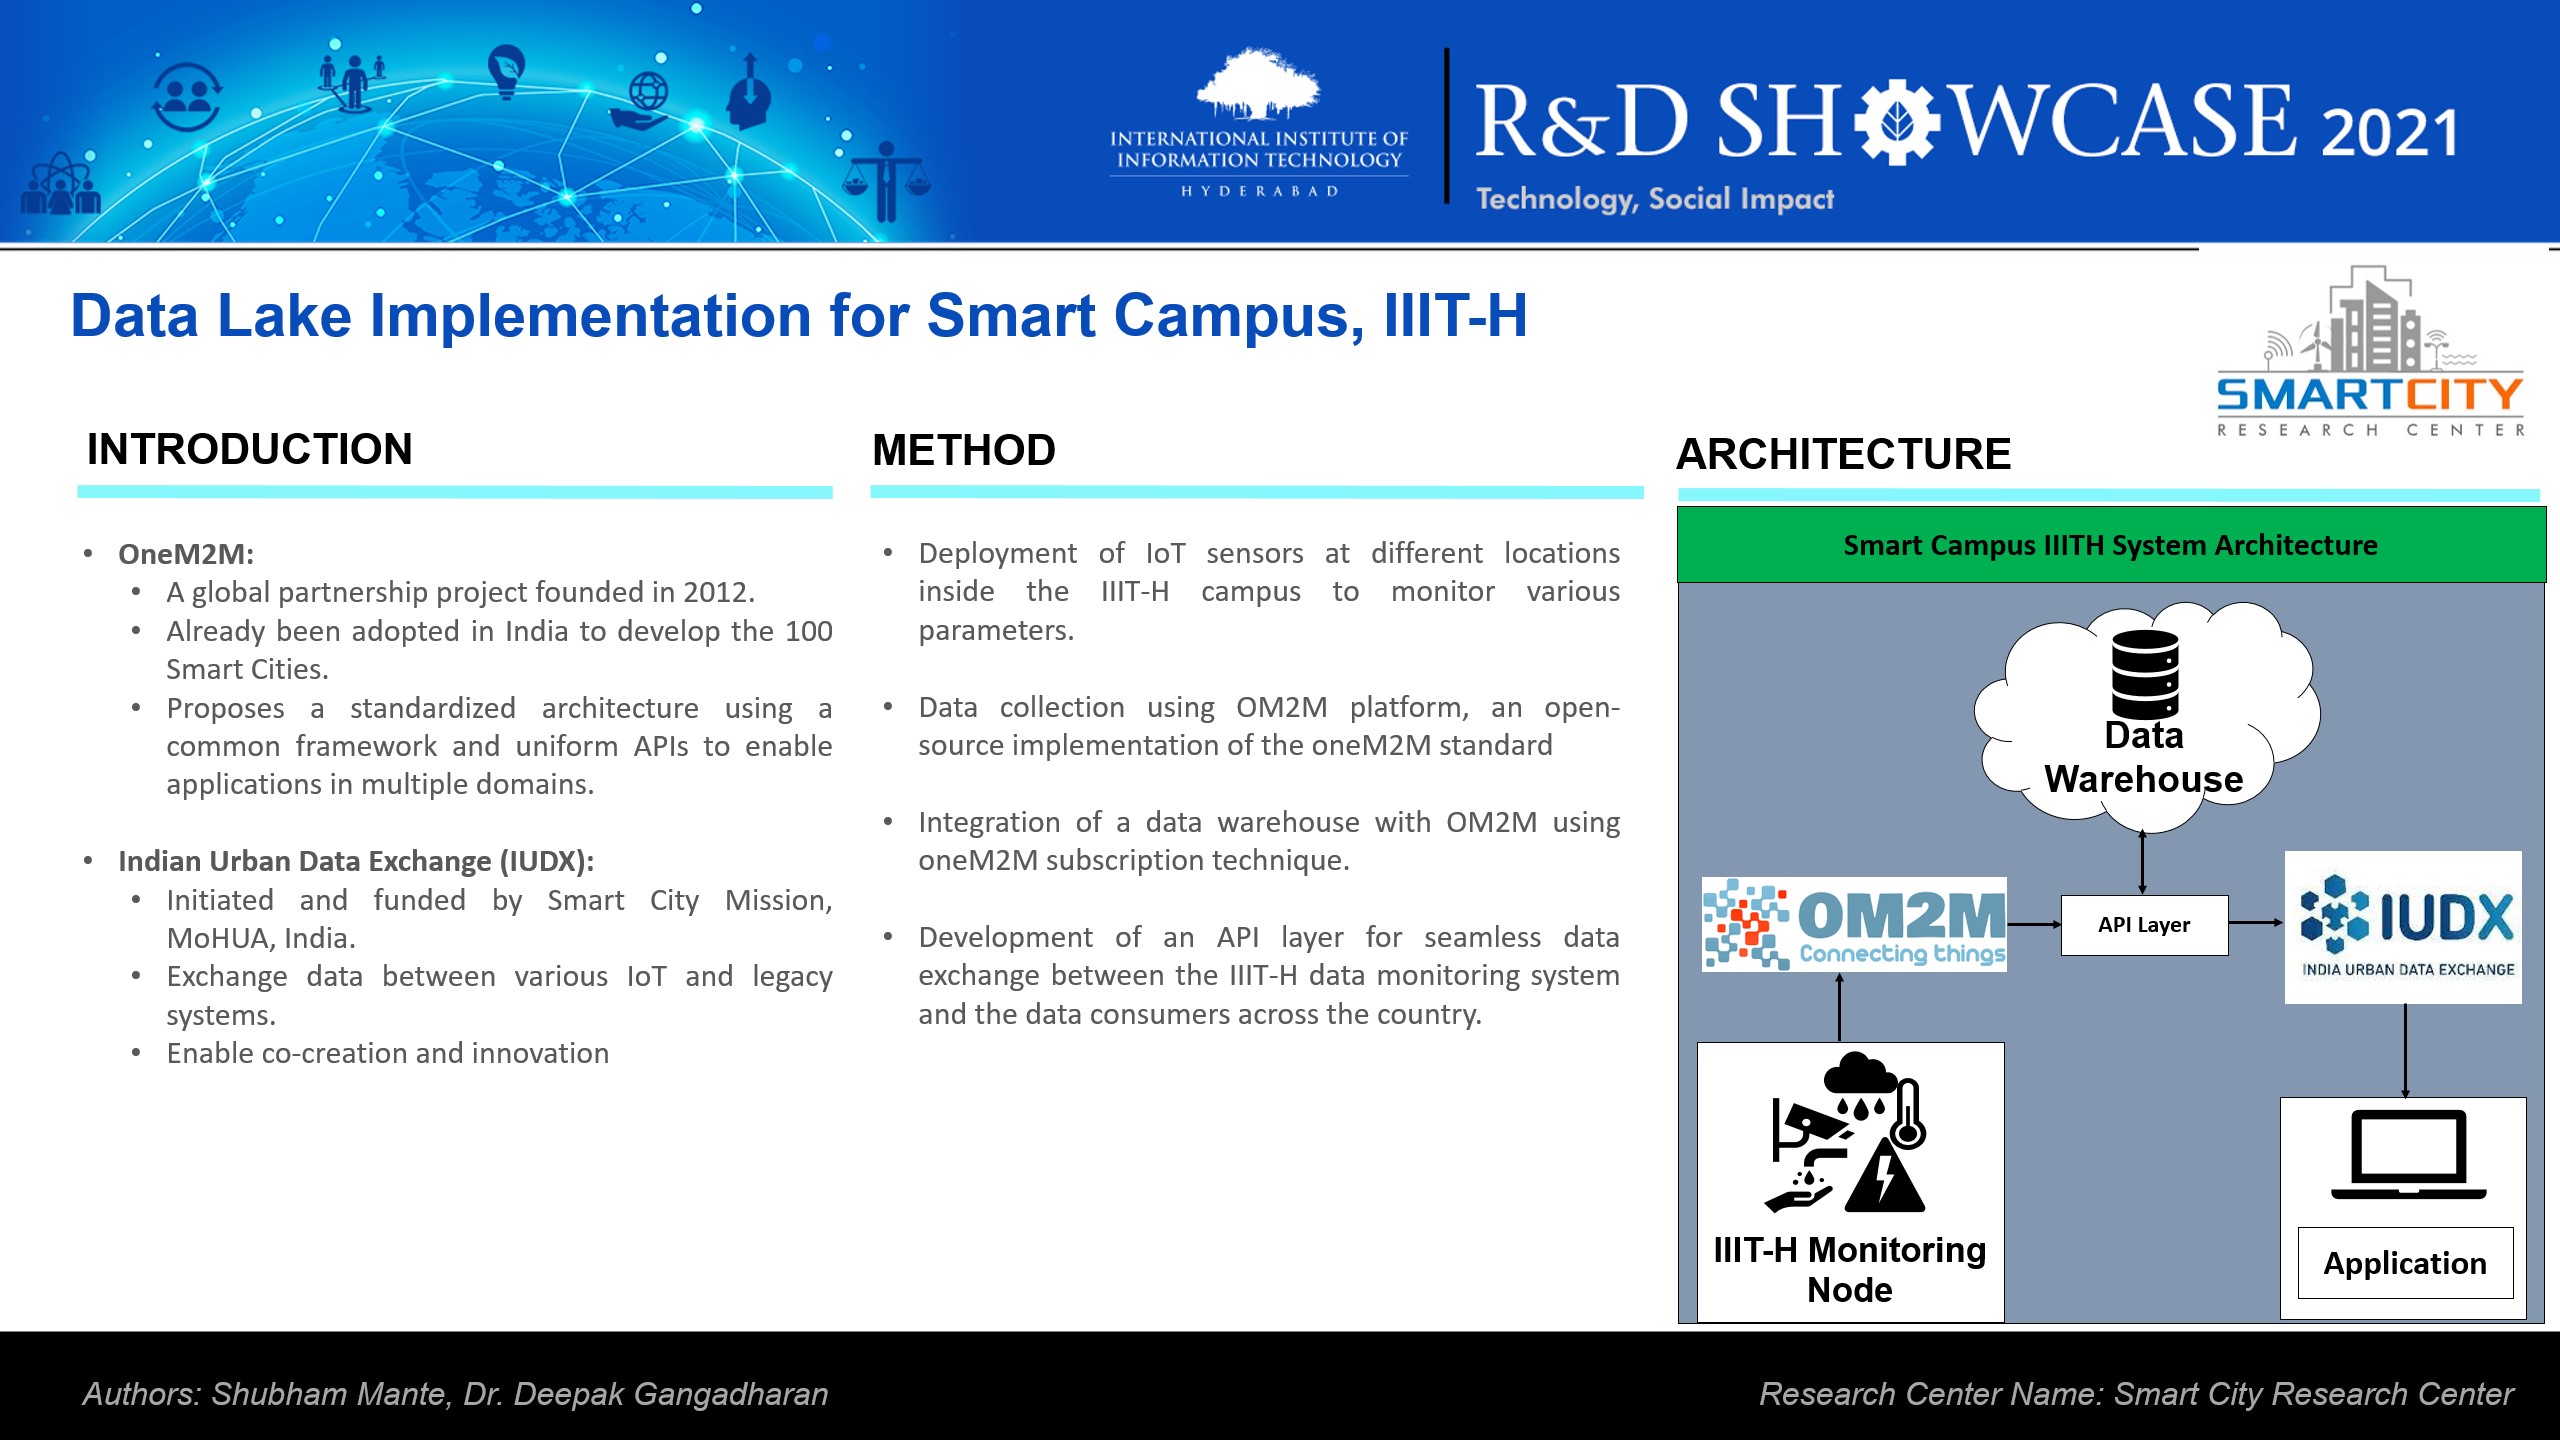 INTERNATIONAL INSTITUTE OF
INFORMATION TECHNOLOGY
HYDERABAD
R&D SHOWCASE 2021
Technology, Social Impact
Data Lake Implementation for Smart Campus, IIIT-H
SMARTCITY
RESEARCH CENTER
INTRODUCTION
• OneM2M:
• A global partnership project founded in 2012.
• Already been adopted in India to develop the 100
Smart Cities.
• Proposes a standardized architecture using a
common framework and uniform APIs to enable
applications in multiple domains.
• Indian Urban Data Exchange (IUDX):
• Initiated and funded by Smart City Mission,
MoHUA, India.
• Exchange data between various IoT and legacy
systems.
• Enable co-creation and innovation
METHOD
• Deployment of IoT sensors at different locations
inside the IIIT-H campus to monitor various
parameters.
• Data collection using OM2M platform, an open-
source implementation of the oneM2M standard
• Integration of a data warehouse with OM2M using
oneM2M subscription technique.
• Development of an API layer for seamless data
exchange between the IIIT-H data monitoring system
and the data consumers across the country.
ARCHITECTURE
Smart Campus IIITH System Architecture
Data
Warehouse
OM2M
Connecting things
API Layer
IUDX
INDIA URBAN DATA EXCHANGE
IIIT-H Monitoring
Node
Application
Authors: Shubham Mante, Dr. Deepak Gangadharan
Research Center Name: Smart City Research Center